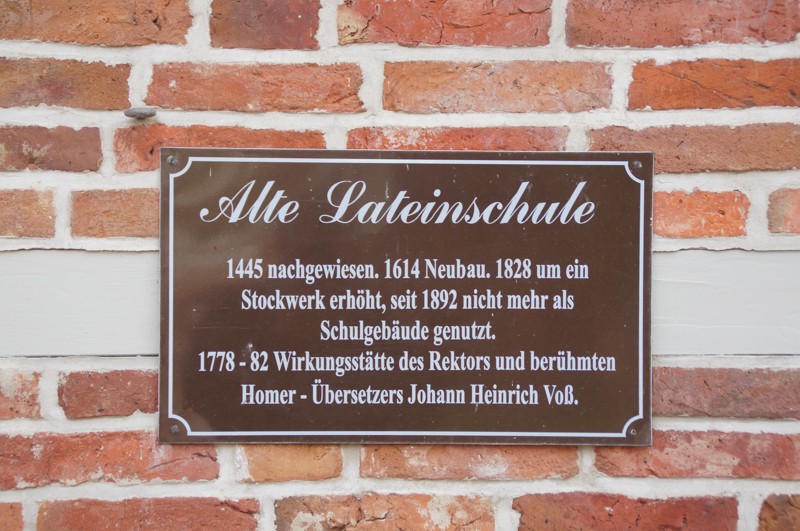 Alte Lateinschule
1445 nachgewiesen. 1614 Neubau. 1828 um ein
Stockwerk erhöht, seit 1892 nicht mehr als
Schulgebäude genutzt.
1778 - 82 Wirkungsstätte des Rektors und berühmten
Homer - Übersetzers Johann Heinrich Voß.